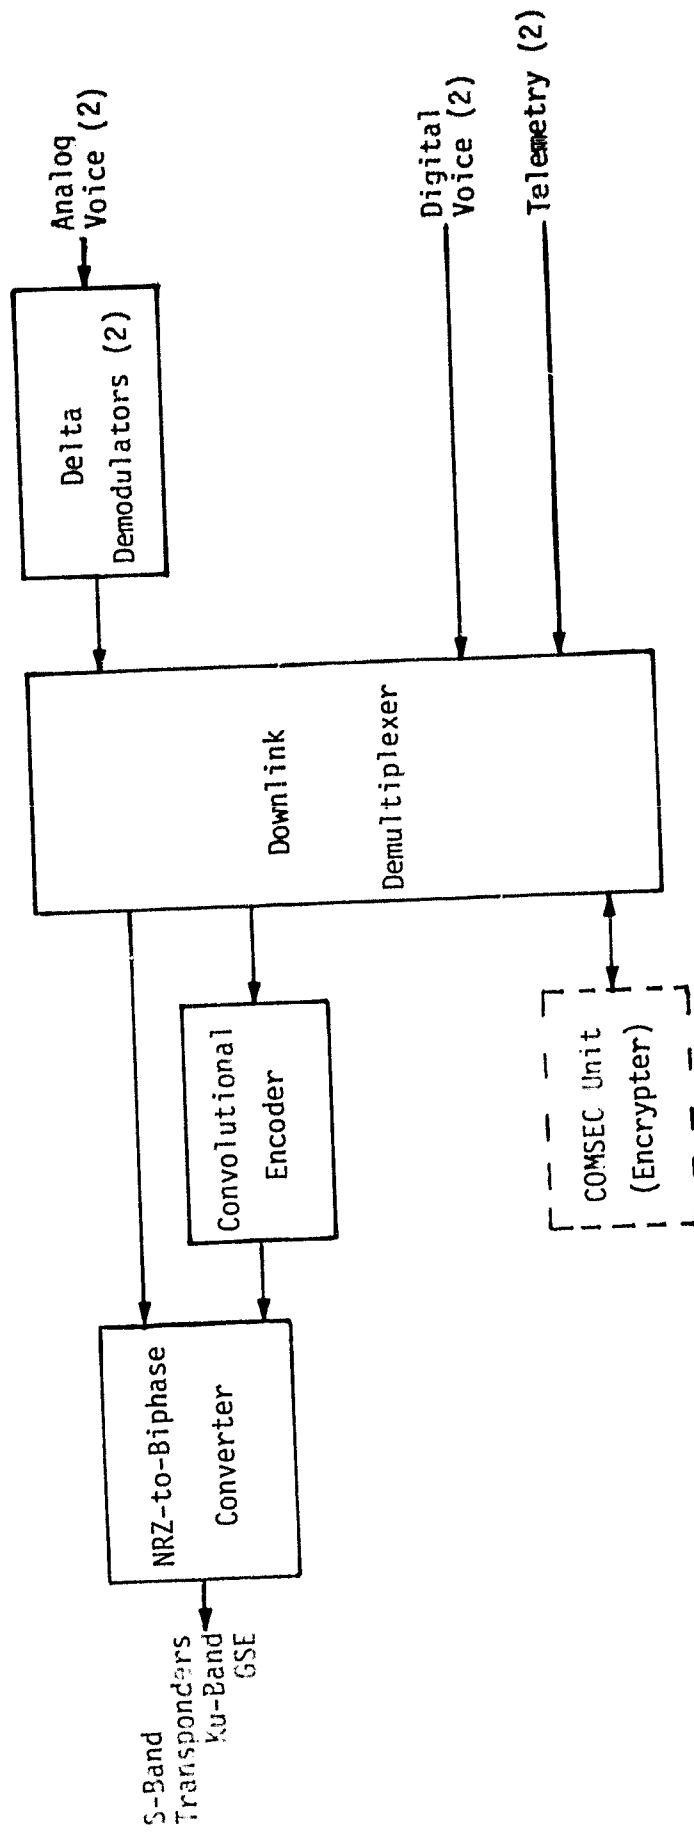 Analog
Voice (2)
Delta
Demodulators (2)
Digital
Voice (2)
Telemetry (2)
Downlink
Demultiplexer
Convolutional
Encoder
COMSEC Unit
(Encrypter)
NRZ-to-Biphase
Converter
S-Band
Transponders
Ku-Band
GSE